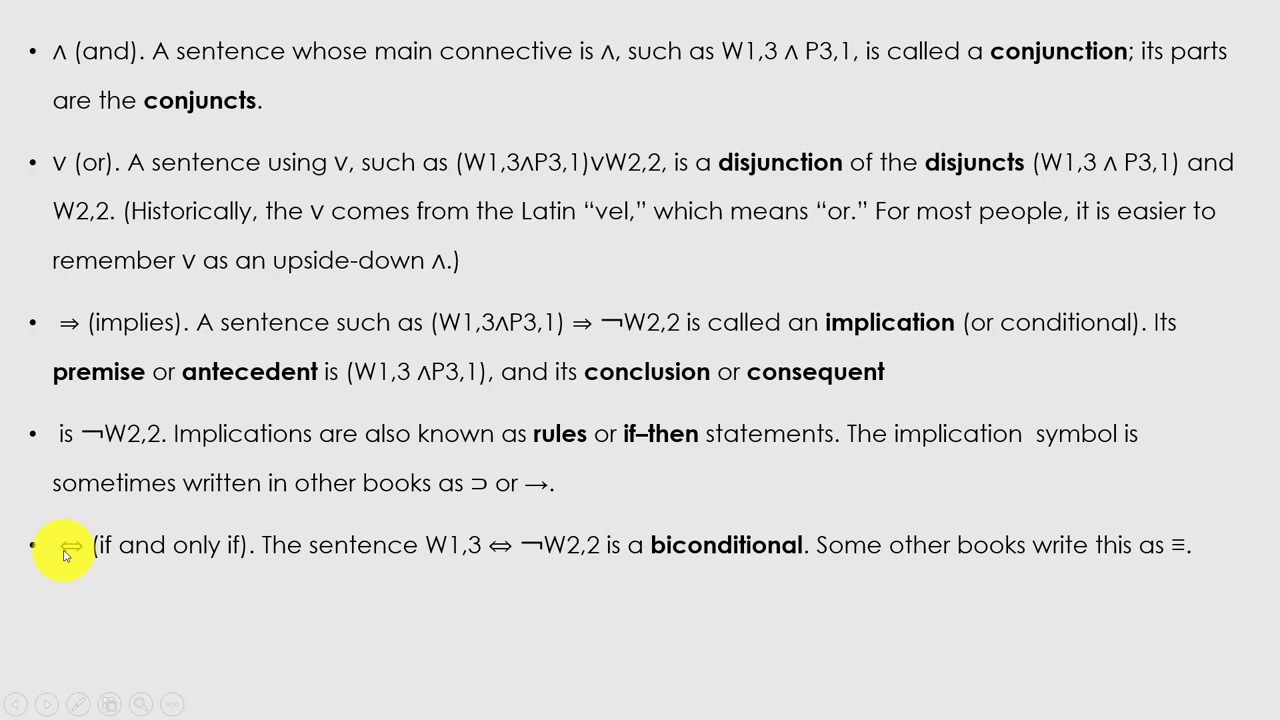 • ∧ (and). A sentence whose main connective is ∧, such as W1,3 ∧ P3,1, is called a conjunction; its parts
are the conjuncts.
• ∨ (or). A sentence using ∨, such as (W1,3∧P3,1)∨W2,2, is a disjunction of the disjuncts (W1,3 ∧ P3,1) and
W2,2. (Historically, the ∨ comes from the Latin “vel,” which means “or.” For most people, it is easier to
remember ∨ as an upside-down ∧.)
• ⇒ (implies). A sentence such as (W1,3∧P3,1) ⇒ ¬W2,2 is called an implication (or conditional). Its
premise or antecedent is (W1,3 ∧P3,1), and its conclusion or consequent
• is ¬W2,2. Implications are also known as rules or if–then statements. The implication symbol is
sometimes written in other books as ⊃ or →.
• ⇔ (if and only if). The sentence W1,3 ⇔ ¬W2,2 is a biconditional. Some other books write this as ≡.